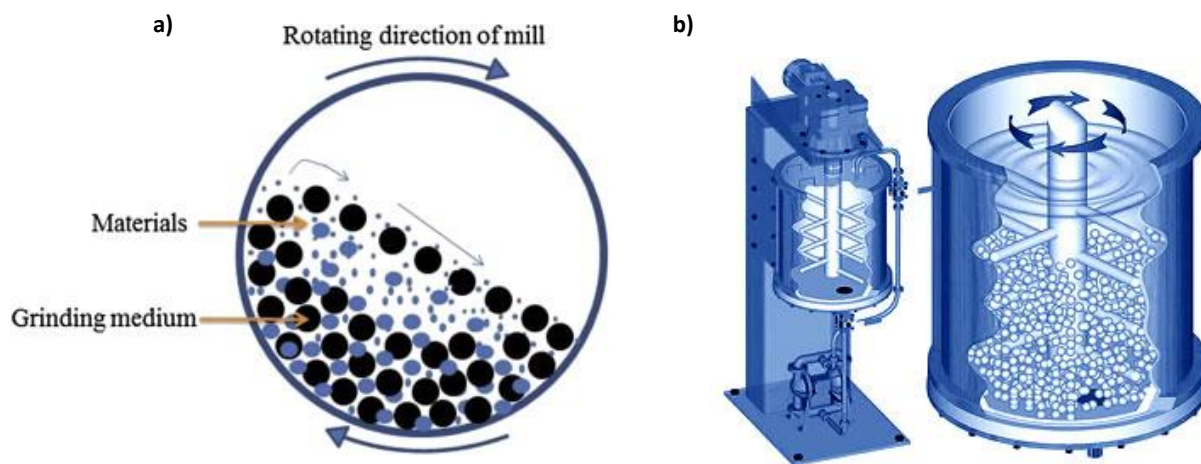 a)
Rotating direction of mill
Materials
Grinding medium
b)